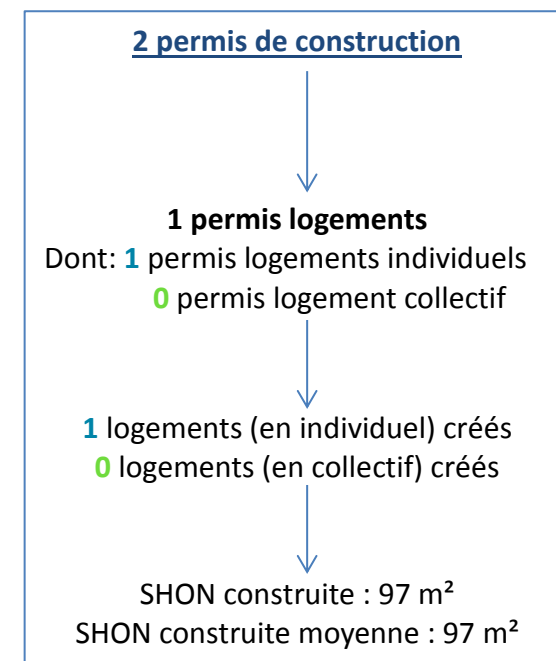 2 permis de construction
1 permis logements
Dont: 1 permis logements individuels
0 permis logement collectif
1 logements (en individuel) créés
0 logements (en collectif) créés
SHON construite : 97 m²
SHON construite moyenne : 97 m²